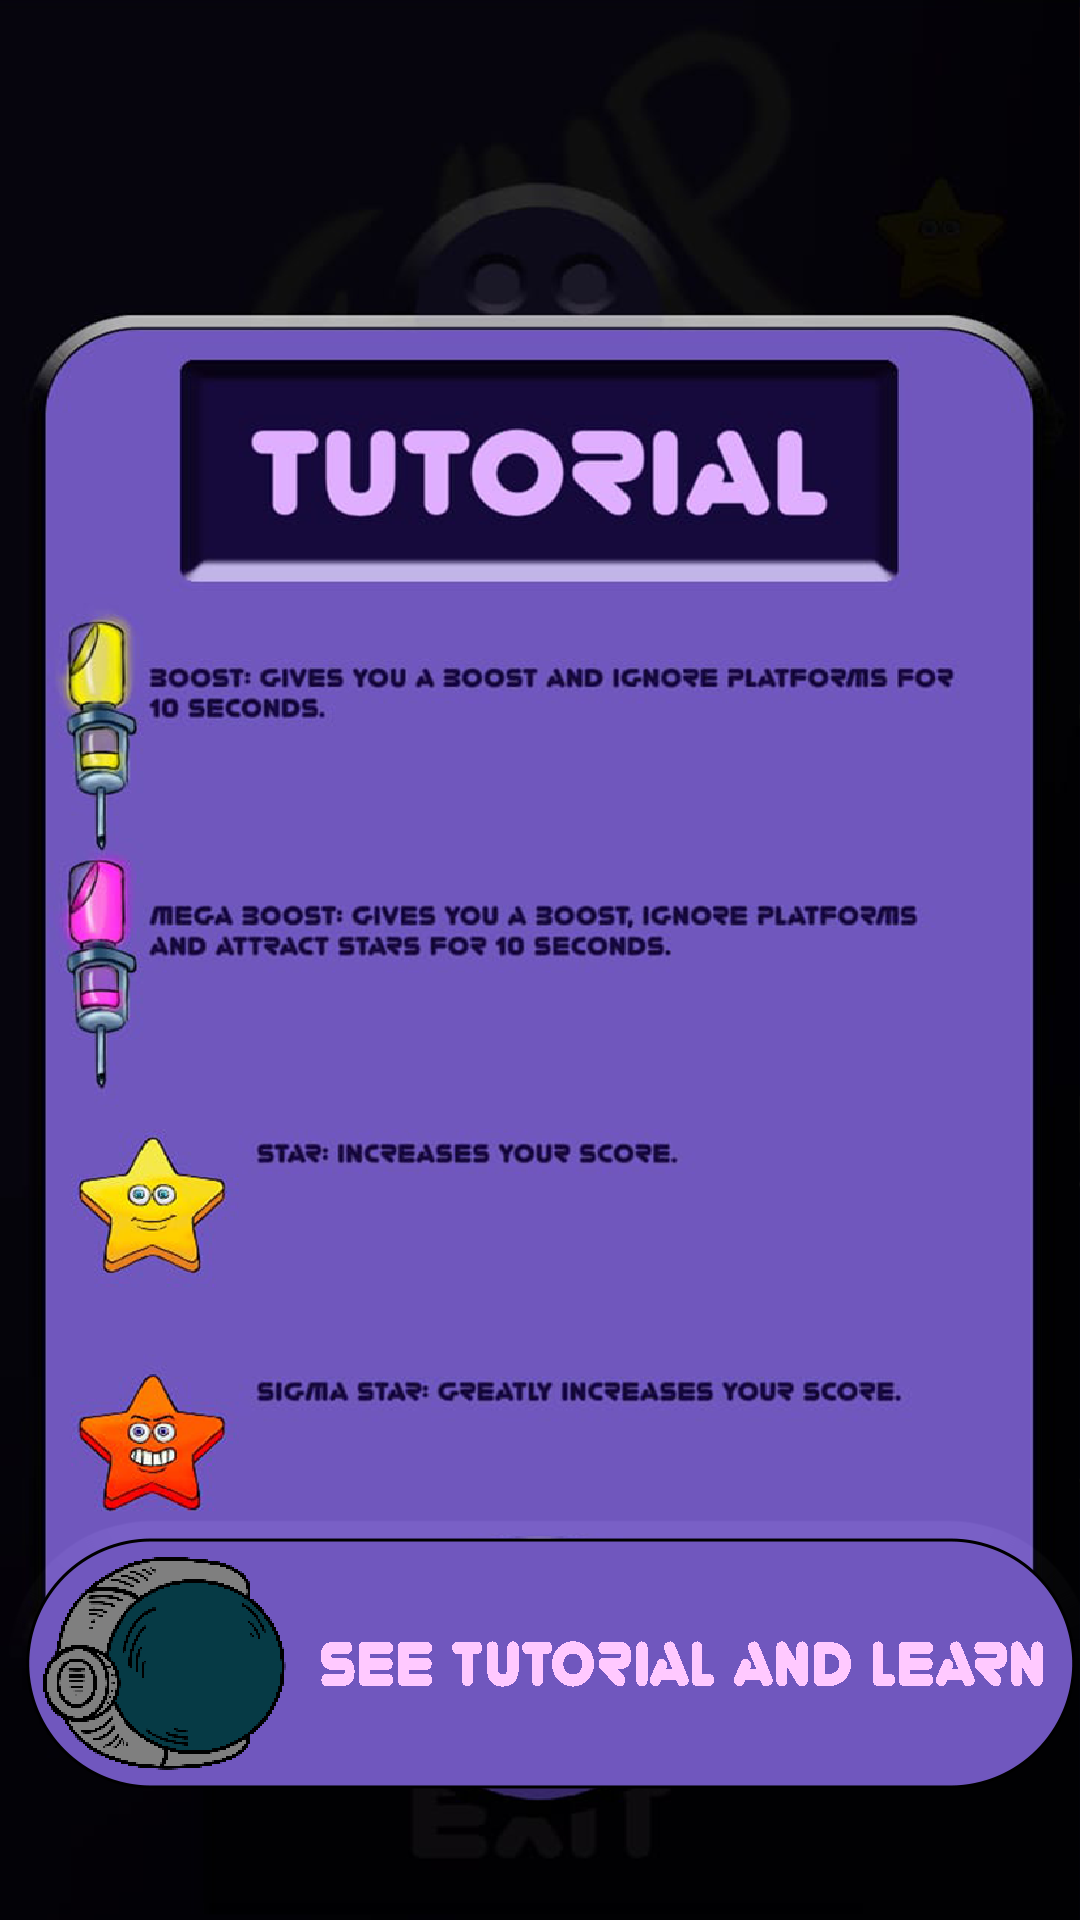 TUTORIAL
BOOST: GIVES YOU A BOOST AND IGNORE PLATFORMS FOR
10 SECONDS.
MEGA BOOST: GIVES YOU A BOOST, IGNORE PLATFORMS
AND ATTRACT STARS FOR 10 SECONDS.
STAR: INCREASES YOUR SCORE.
SIGMA STAR: GREATLY INCREASES YOUR SCORE.
SEE TUTORIAL AND LEARN
EXIT